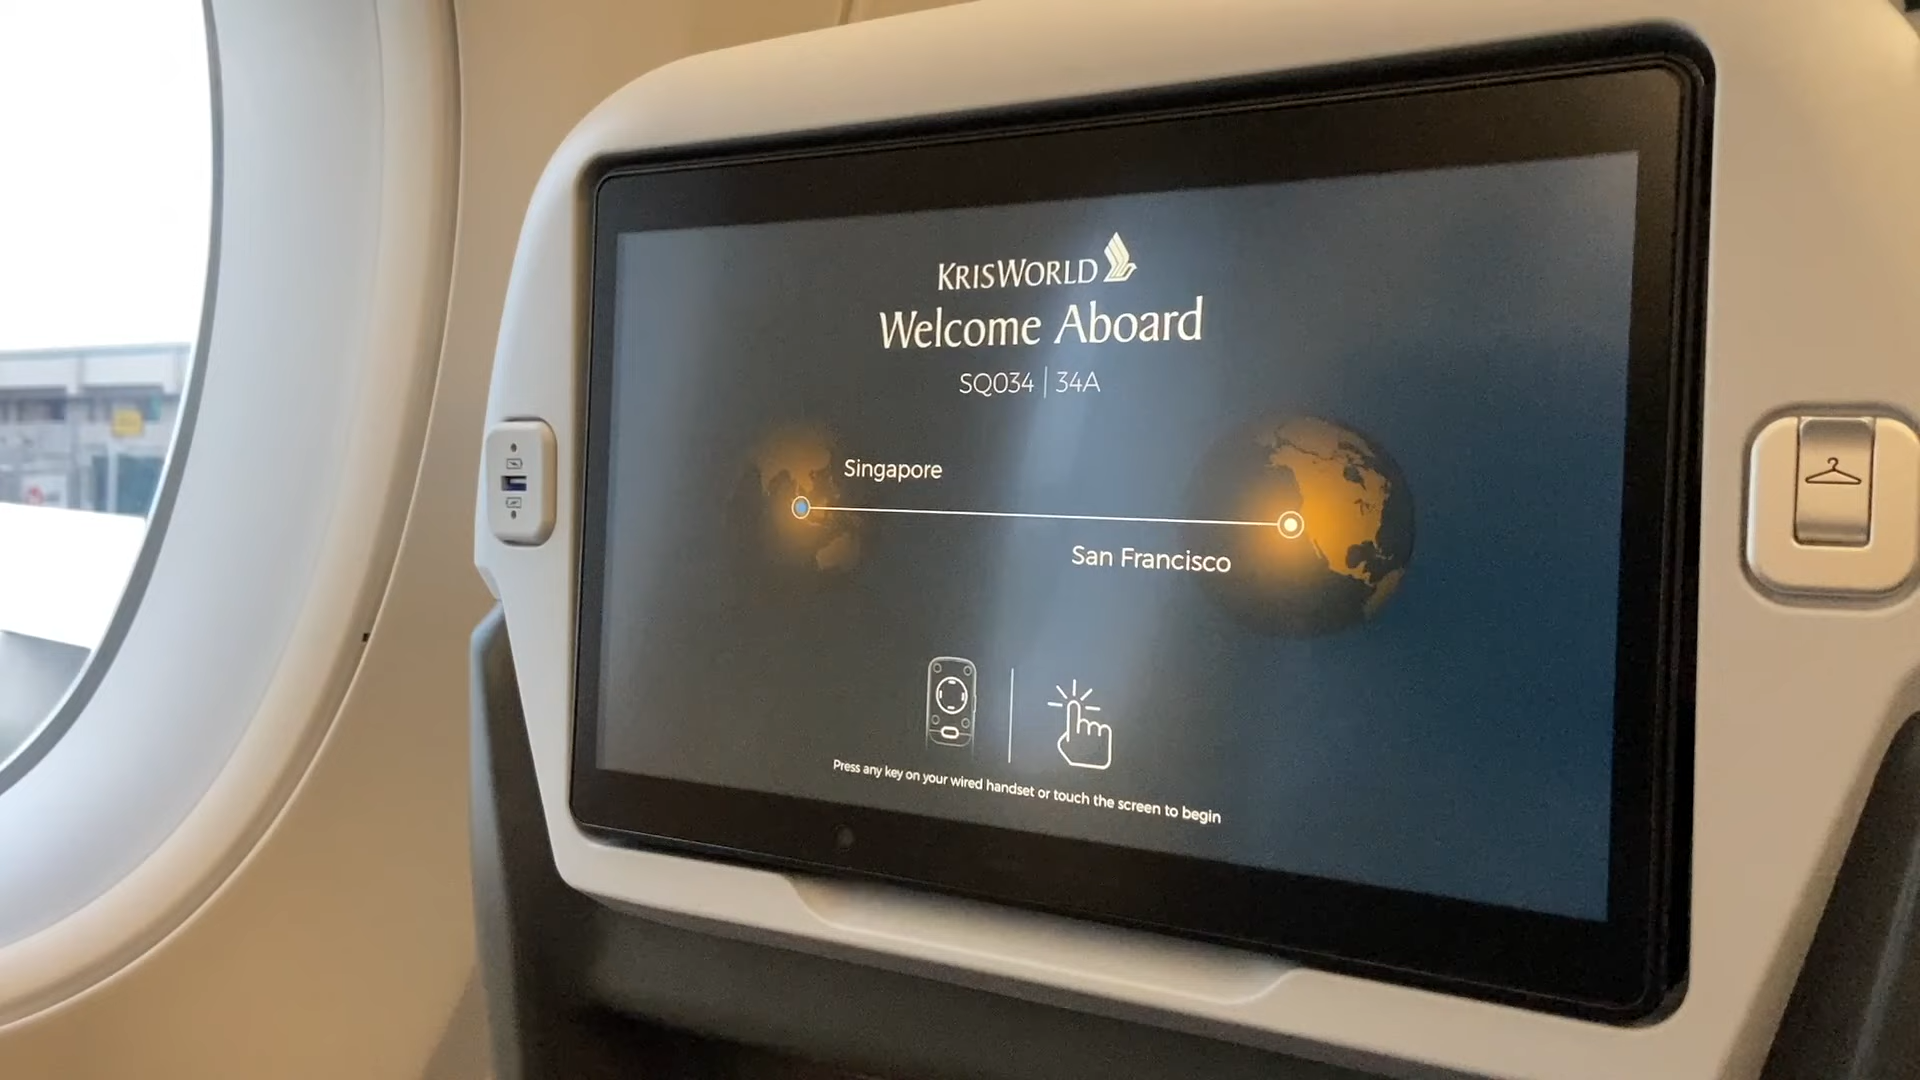 KRISWORLD
Welcome Aboard
SQ034 | 34A
Singapore
San Francisco
Press any key on your wired handset or touch the screen to begin